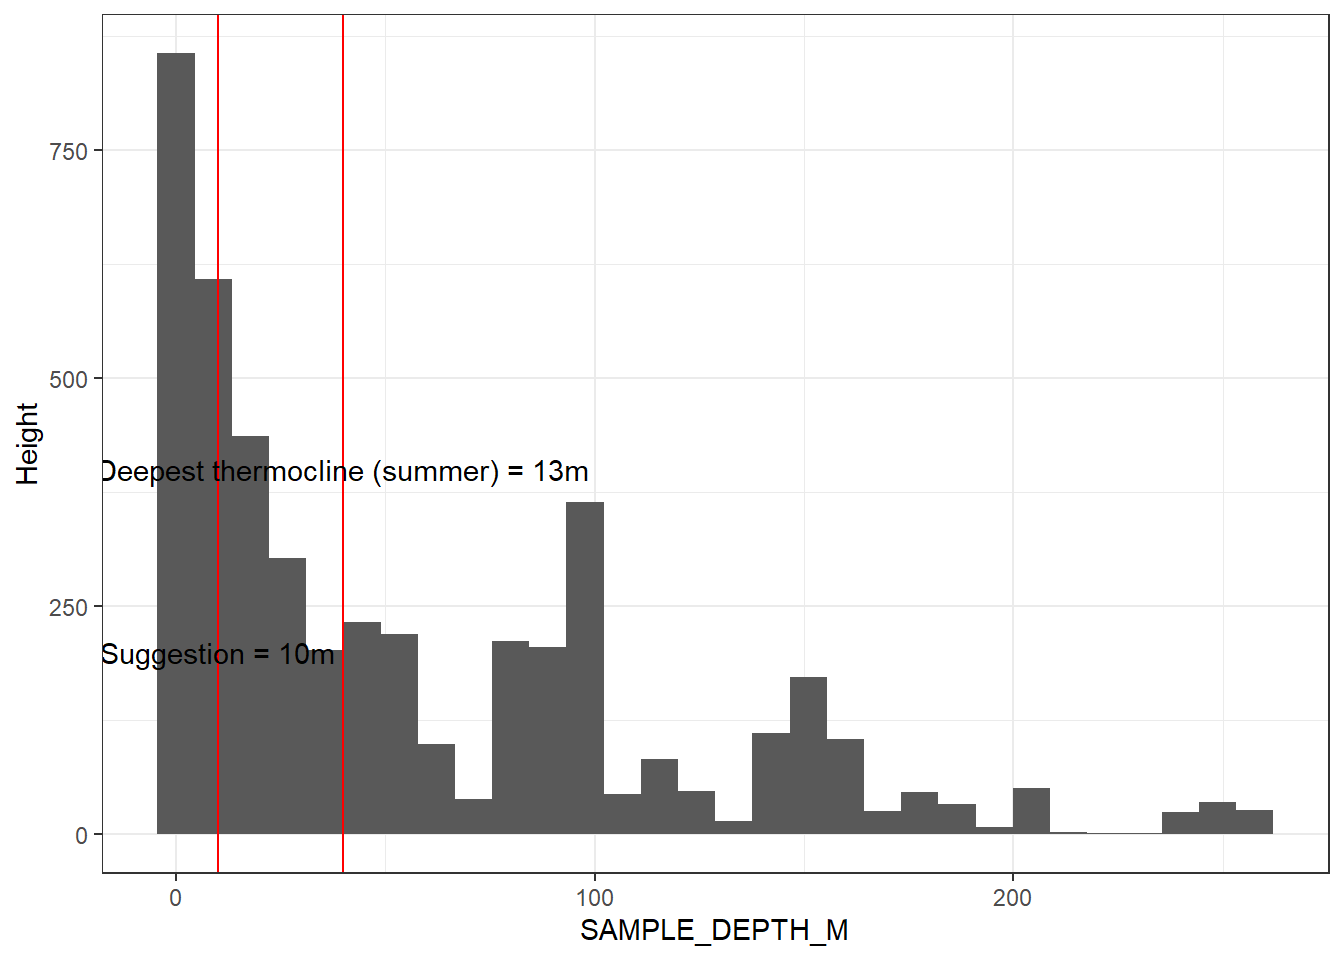 750
500
250
0
Height
Deepest thermocline (summer) = 13m
Suggestion = 10m
0
100
200
SAMPLE_DEPTH_M